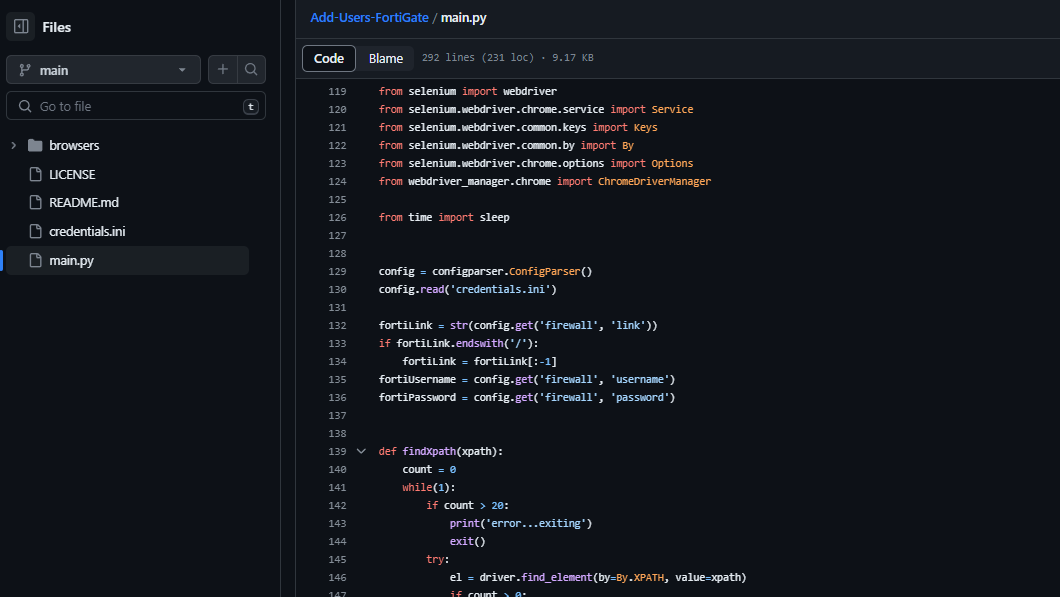 Files
main
Go to file
t
browsers
LICENSE
README.md
credentials.ini
main.py
Add-Users-FortiGate / main.py
Code Blame 292 lines (231 loc) · 9.17 KB
119 from selenium import webdriver
120 from selenium.webdriver.chrome.service import Service
121 from selenium.webdriver.common.keys import Keys
122 from selenium.webdriver.common.by import By
123 from selenium.webdriver.chrome.options import Options
124 from webdriver_manager.chrome import ChromeDriverManager
125
126 from time import sleep
127
128
129 config = configparser.ConfigParser()
130 config.read('credentials.ini')
131
132 fortiLink = str(config.get('firewall', 'link'))
133 if fortiLink.endswith('/'):
134     fortiLink = fortiLink[:-1]
135 fortiUsername = config.get('firewall', 'username')
136 fortiPassword = config.get('firewall', 'password')
137
138
139 def findXpath(xpath):
140     count = 0
141     while(1):
142         if count > 20:
143             print('error...exiting')
144             exit()
145         try:
146             el = driver.find_element(by=By.XPATH, value=xpath)
147             if count > 0: